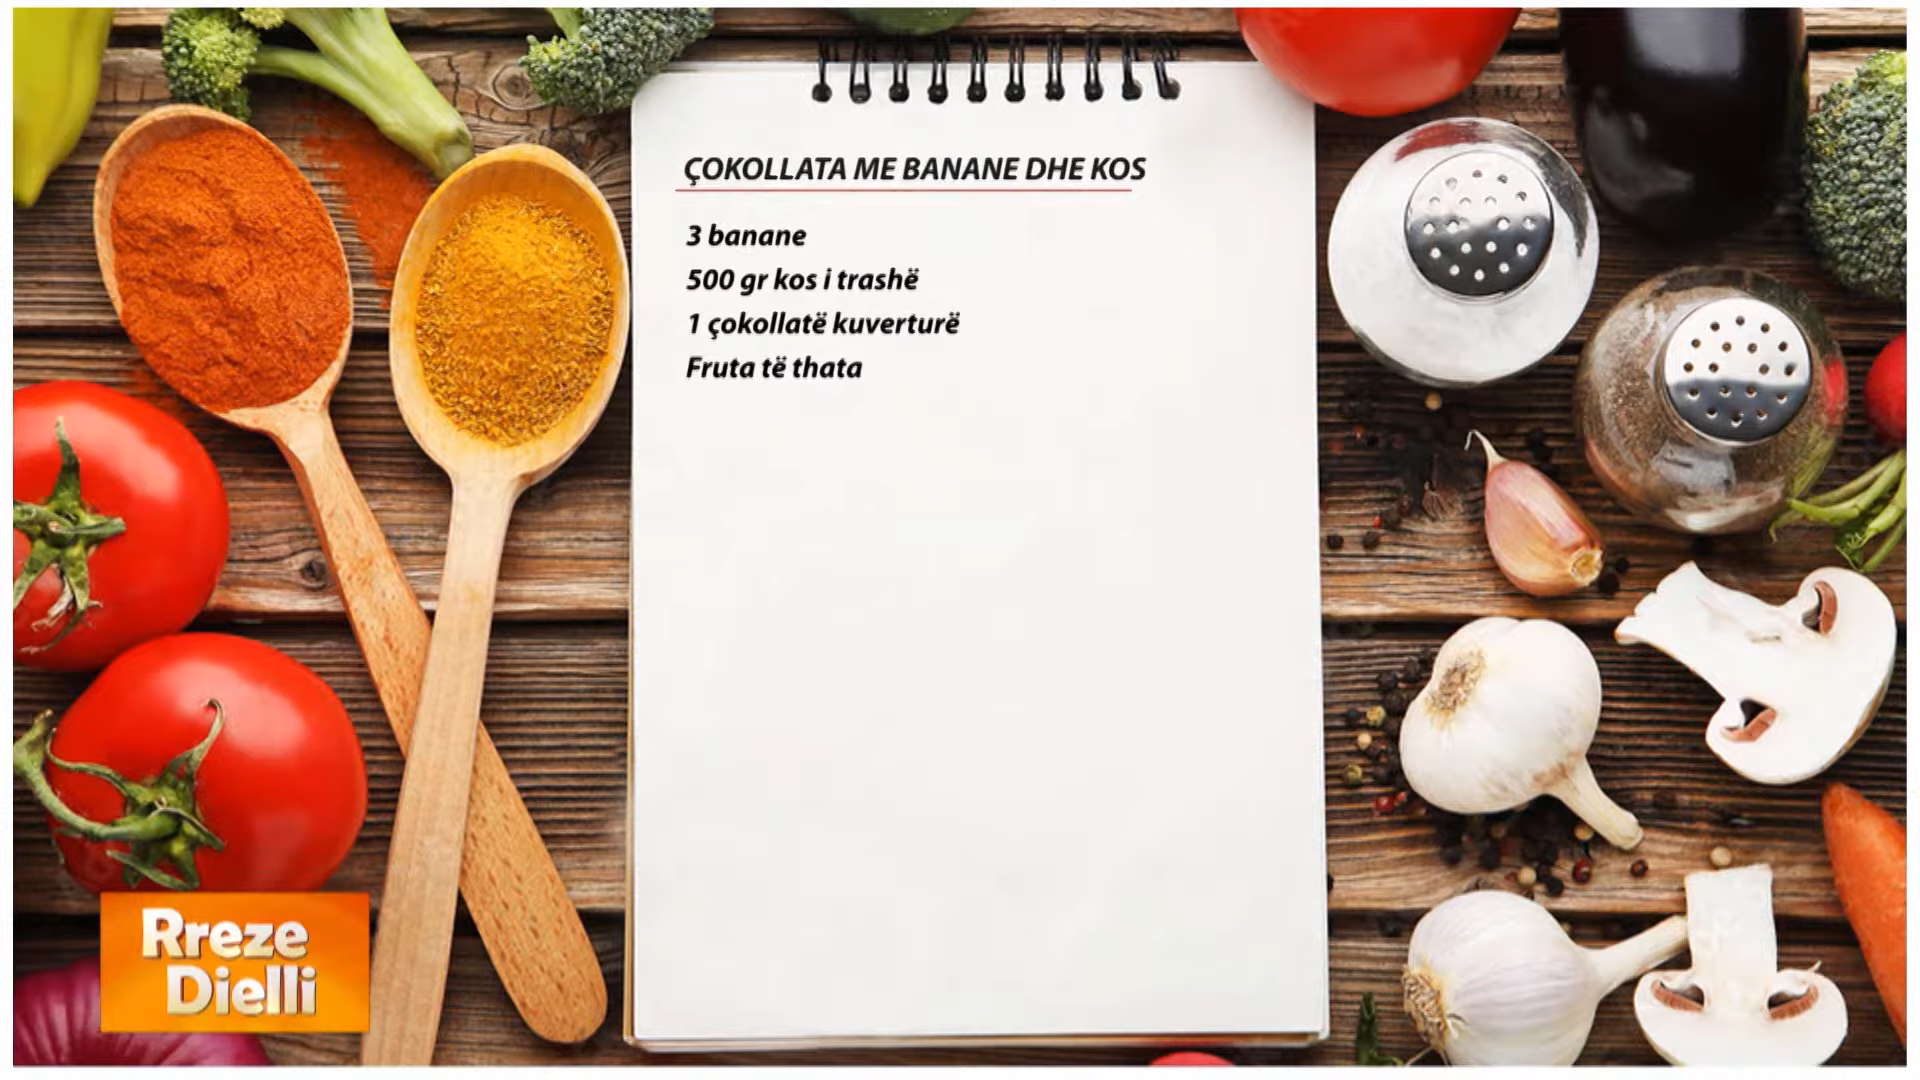 ÇOKOLLATA ME BANANE DHE KOS
3 banane
500 gr kos i trashë
1 çokollatë kuverturë
Fruta të thata
Rreze
Dielli